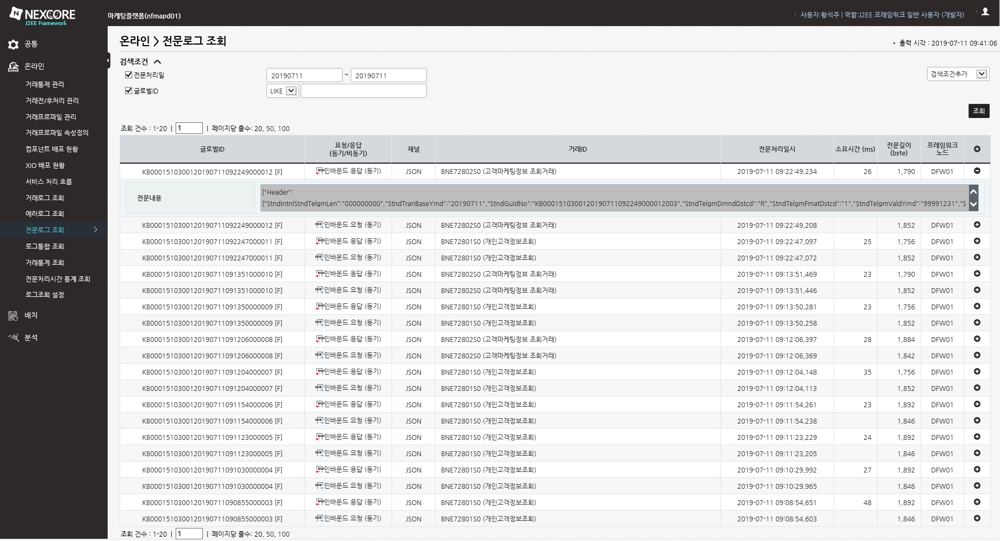 NEXCORE
J2EE Framework
마케팅플랫폼(nfmapd01)
사용자:황석주 | 역할:J2EE 프레임워크 일반 사용자 (개발자)
공통
온라인
거래통제 관리
거래전/후처리 관리
거래프로파일 관리
거래프로파일 속성정의
컴포넌트 배포 현황
XIO 배포 현황
서비스 처리 흐름
거래로그 조회
에러로그 조회
전문로그 조회
로그통합 조회
거래통계 조회
전문처리시간 통계 조회
로그조회 설정
배치
분석
온라인 > 전문로그 조회
출력 시각 : 2019-07-11 09:41:06
검색조건
전문처리일 20190711 ~ 20190711
검색조건추가
글로벌ID LIKE
조회
조회 건수 : 1-20 | 1 | 페이지당 줄수: 20, 50, 100
글로벌ID 요청/응답 (동기/비동기) 채널 거래ID 전문처리일시 소요시간 (ms) 전문길이 (byte) 프레임워크 노드
KB0001510300120190711092249000012 [F] 인바운드 응답 (동기) JSON BNE72802S0 (고객마케팅정보 조회거래) 2019-07-11 09:22:49,234 26 1,790 DFW01
전문내용
{"Header":
{"StndIntnlStndTelgmLen":"000000000","StndTranBaseYmd":"20190711","StndGuIdNo":"KB0001510300120190711092249000012003","StndTelgmDmndDstcd":"R","StndTelgmFmatDstcd":"1","StndTelgmValdYmd":"99991231","S
KB0001510300120190711092249000012 [F] 인바운드 요청 (동기) JSON BNE72802S0 (고객마케팅정보 조회거래) 2019-07-11 09:22:49,208 1,852 DFW01
KB0001510300120190711092247000011 [F] 인바운드 응답 (동기) JSON BNE72801S0 (개인고객정보조회) 2019-07-11 09:22:47,097 25 1,756 DFW01
KB0001510300120190711092247000011 [F] 인바운드 요청 (동기) JSON BNE72801S0 (개인고객정보조회) 2019-07-11 09:22:47,072 1,852 DFW01
KB0001510300120190711091351000010 [F] 인바운드 응답 (동기) JSON BNE72802S0 (고객마케팅정보 조회거래) 2019-07-11 09:13:51,469 23 1,790 DFW01
KB0001510300120190711091351000010 [F] 인바운드 요청 (동기) JSON BNE72802S0 (고객마케팅정보 조회거래) 2019-07-11 09:13:51,446 1,852 DFW01
KB0001510300120190711091350000009 [F] 인바운드 응답 (동기) JSON BNE72801S0 (개인고객정보조회) 2019-07-11 09:13:50,281 23 1,756 DFW01
KB0001510300120190711091350000009 [F] 인바운드 요청 (동기) JSON BNE72801S0 (개인고객정보조회) 2019-07-11 09:13:50,258 1,852 DFW01
KB0001510300120190711091206000008 [F] 인바운드 응답 (동기) JSON BNE72802S0 (고객마케팅정보 조회거래) 2019-07-11 09:12:06,397 28 1,884 DFW01
KB0001510300120190711091206000008 [F] 인바운드 요청 (동기) JSON BNE72802S0 (고객마케팅정보 조회거래) 2019-07-11 09:12:06,369 1,842 DFW01
KB0001510300120190711091204000007 [F] 인바운드 응답 (동기) JSON BNE72801S0 (개인고객정보조회) 2019-07-11 09:12:04,148 35 1,756 DFW01
KB0001510300120190711091204000007 [F] 인바운드 요청 (동기) JSON BNE72801S0 (개인고객정보조회) 2019-07-11 09:12:04,113 1,852 DFW01
KB0001510300120190711091154000006 [F] 인바운드 응답 (동기) JSON BNE72801S0 (개인고객정보조회) 2019-07-11 09:11:54,261 23 1,892 DFW01
KB0001510300120190711091154000006 [F] 인바운드 요청 (동기) JSON BNE72801S0 (개인고객정보조회) 2019-07-11 09:11:54,238 1,846 DFW01
KB0001510300120190711091123000005 [F] 인바운드 응답 (동기) JSON BNE72801S0 (개인고객정보조회) 2019-07-11 09:11:23,229 24 1,892 DFW01
KB0001510300120190711091123000005 [F] 인바운드 요청 (동기) JSON BNE72801S0 (개인고객정보조회) 2019-07-11 09:11:23,205 1,846 DFW01
KB0001510300120190711091030000004 [F] 인바운드 응답 (동기) JSON BNE72801S0 (개인고객정보조회) 2019-07-11 09:10:29,992 27 1,892 DFW01
KB0001510300120190711091030000004 [F] 인바운드 요청 (동기) JSON BNE72801S0 (개인고객정보조회) 2019-07-11 09:10:29,965 1,846 DFW01
KB0001510300120190711090855000003 [F] 인바운드 응답 (동기) JSON BNE72801S0 (개인고객정보조회) 2019-07-11 09:08:54,651 48 1,892 DFW01
KB0001510300120190711090855000003 [F] 인바운드 요청 (동기) JSON BNE72801S0 (개인고객정보조회) 2019-07-11 09:08:54,603 1,846 DFW01
조회 건수 : 1-20 | 1 | 페이지당 줄수: 20, 50, 100